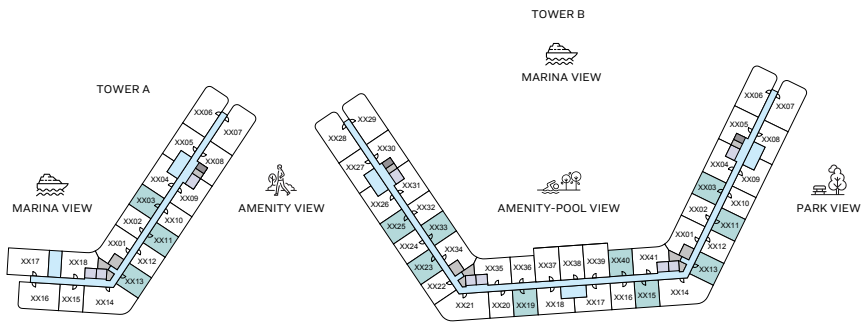 TOWER B
MARINA VIEW
TOWER A
MARINA VIEW
AMENITY VIEW
AMENITY-POOL VIEW
PARK VIEW
XX06
XX07
XX05
XX08
XX04
XX09
XX03
XX10
XX02
XX11
XX01
XX12
XX17
XX18
XX13
XX16
XX15
XX14
XX28
XX29
XX27
XX30
XX26
XX31
XX25
XX32
XX24
XX33
XX23
XX34
XX22
XX35
XX36
XX37
XX38
XX39
XX40
XX41
XX21
XX20
XX19
XX18
XX17
XX16
XX15
XX14
XX06
XX07
XX05
XX08
XX04
XX09
XX03
XX10
XX02
XX11
XX01
XX12
XX13